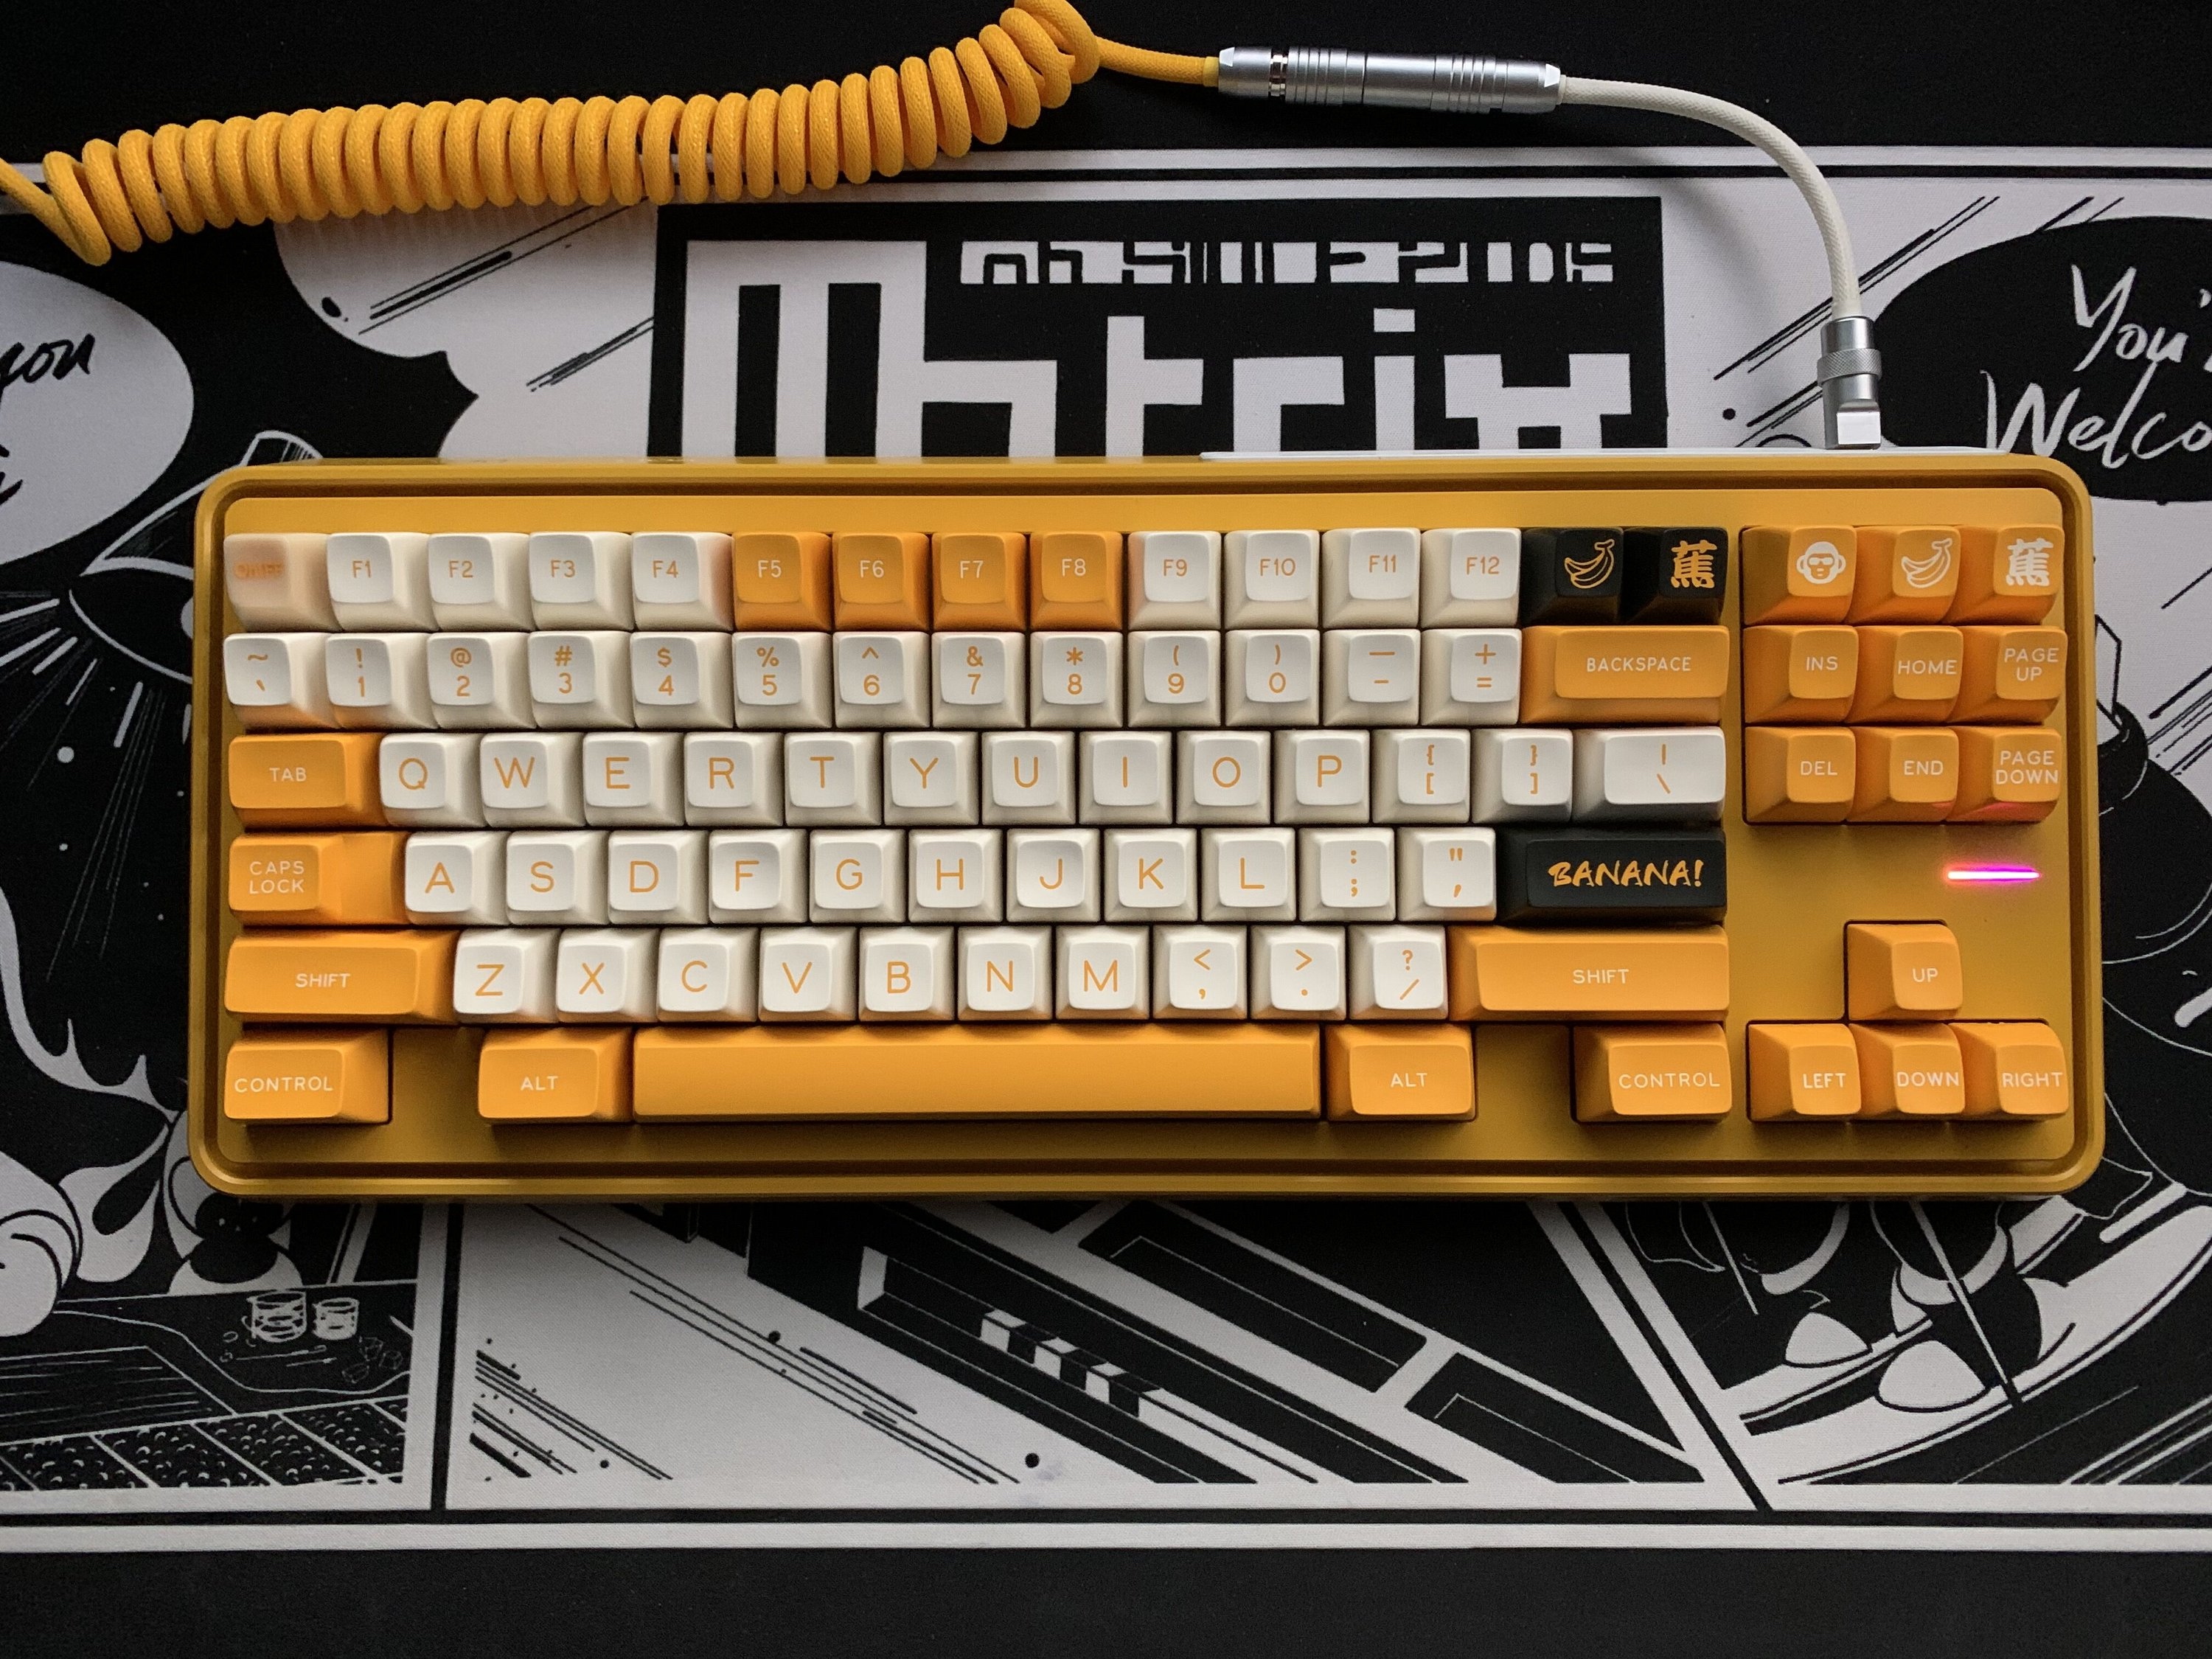 Matrix
You'
Welco
F1 F2 F3 F4 F5 F6 F7 F8 F9 F10 F11 F12 蕉 蕉
~ ! @ # $ % ^ & * ( ) — +
` 1 2 3 4 5 6 7 8 9 0 - = BACKSPACE INS HOME PAGE UP
TAB Q W E R T Y U I O P { [ } ] | \ DEL END PAGE DOWN
CAPS LOCK A S D F G H J K L : ; " ' BANANA!
SHIFT Z X C V B N M < , > . ? / SHIFT UP
CONTROL ALT ALT CONTROL LEFT DOWN RIGHT